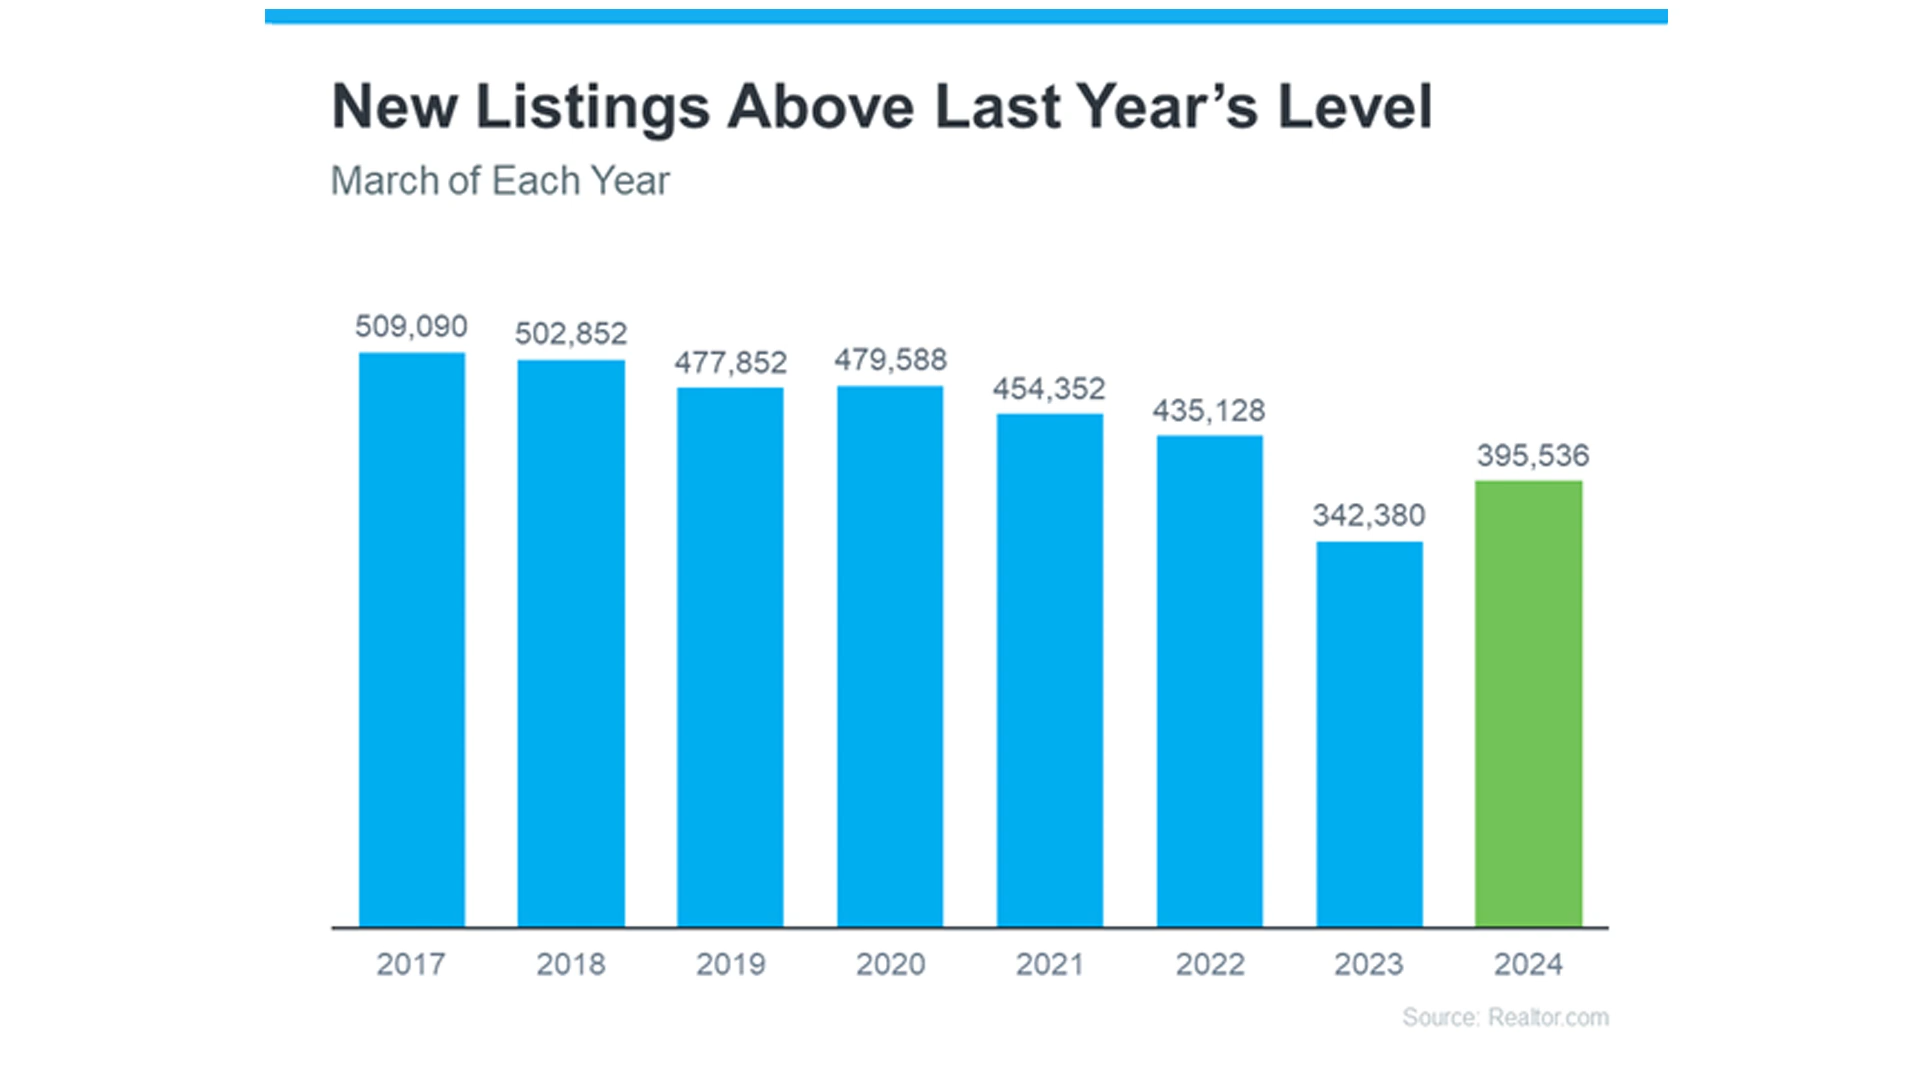 New Listings Above Last Year’s Level
March of Each Year
509,090
502,852
477,852
479,588
454,352
435,128
342,380
395,536
2017 2018 2019 2020 2021 2022 2023 2024
Source: Realtor.com